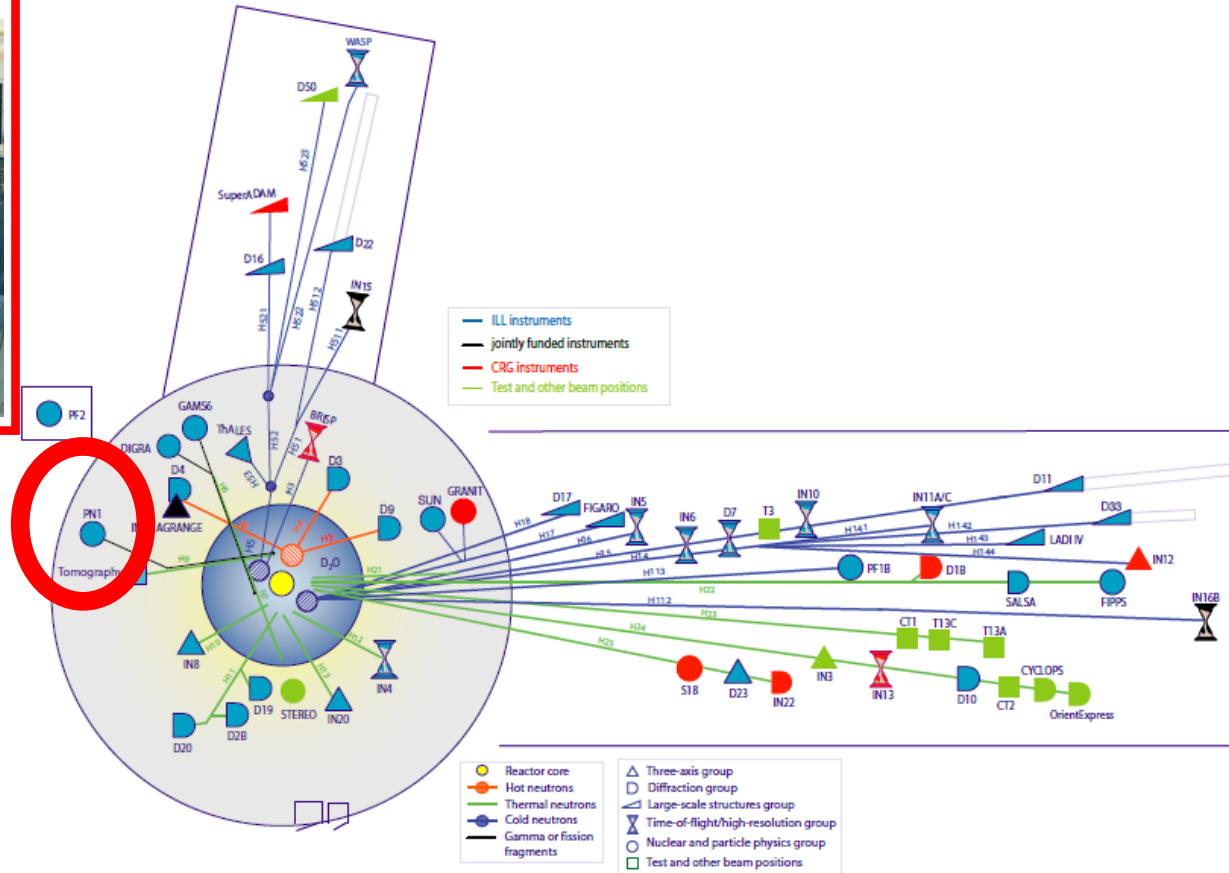 WASP
D50
H523
SuperADAM
D22
D16
IN15
H521
H522
H512
H511
ILL instruments
jointly funded instruments
CRG instruments
Test and other beam positions
PF2
GAMS6
ThALES
BRISP
DIGRA
H52
H51
D4
H53
H3
D3
SUN
GRANIT
PN1
LAGRANGE
H6
H8
H4
D9
H5
H9
Tomography
D₂O
D17
FIGARO
IN5
IN6
D7
T3
IN10
IN11A/C
D11
D33
H18
H17
H16
H15
H14
H141
H142
H143
H144
LADI IV
IN12
H113
PF1B
D1B
H21
H22
SALSA
FIPPS
IN16B
H112
H23
H24
H25
CT1
T13C
T13A
IN8
H10
H11
H12
H13
IN4
S18
D23
IN22
IN3
IN13
D10
CYCLOPS
CT2
OrientExpress
D19
STEREO
IN20
D2B
D20
Reactor core
Hot neutrons
Thermal neutrons
Cold neutrons
Gamma or fission
fragments
Three-axis group
Diffraction group
Large-scale structures group
Time-of-flight/high-resolution group
Nuclear and particle physics group
Test and other beam positions